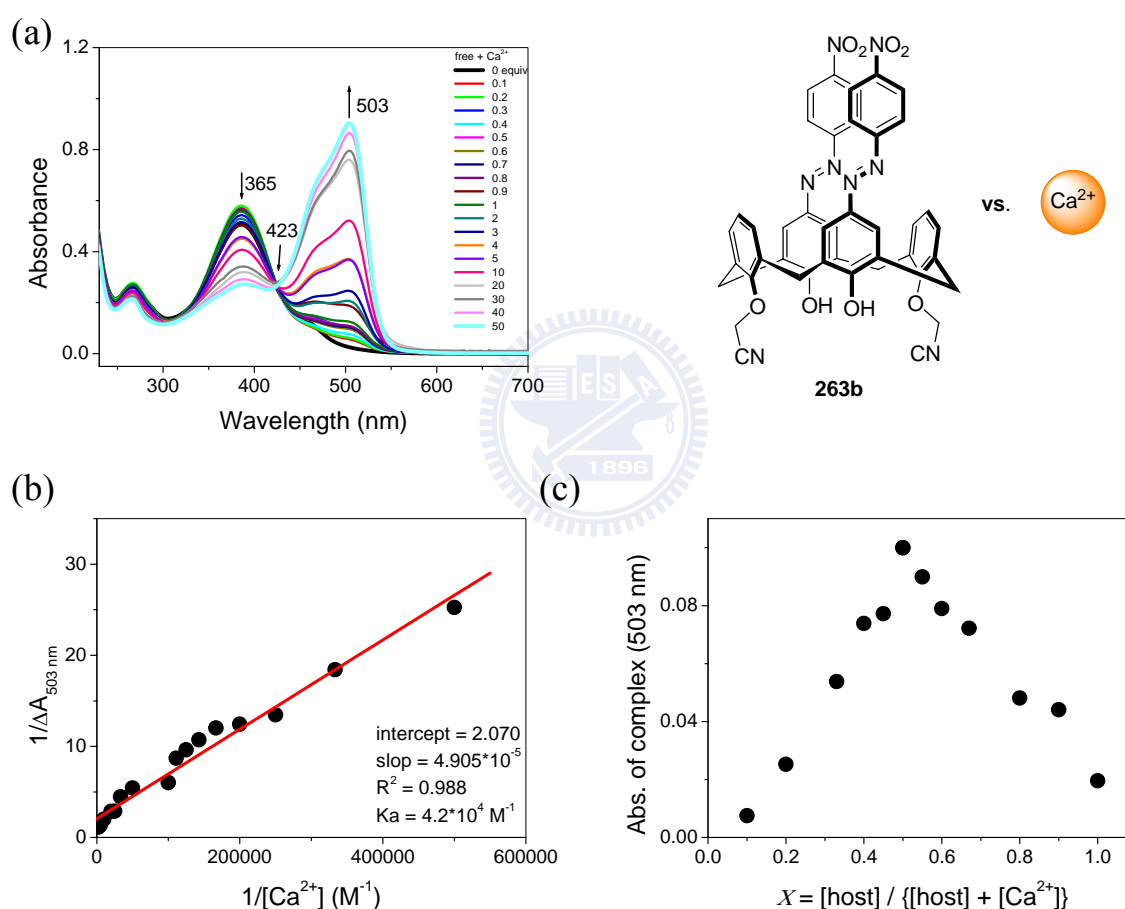 (a)
Absorbance
1.2
0.8
0.4
0.0
300 400 500 600 700
Wavelength (nm)
365
423
503
free + Ca²⁺
0 equiv
0.1
0.2
0.3
0.4
0.5
0.6
0.7
0.8
0.9
1
2
3
4
5
10
20
30
40
50
NO₂ NO₂
N N
N N
OH OH
O O
CN CN
263b
vs.
Ca²⁺
E S A
1896
(b)
1/ΔA₅₀₃ ₙₘ
30
20
10
0
0 200000 400000 600000
1/[Ca²⁺] (M⁻¹)
intercept = 2.070
slop = 4.905*10⁻⁵
R² = 0.988
Ka = 4.2*10⁴ M⁻¹
(c)
Abs. of complex (503 nm)
0.08
0.04
0.00
0.0 0.2 0.4 0.6 0.8 1.0
X = [host] / {[host] + [Ca²⁺]}